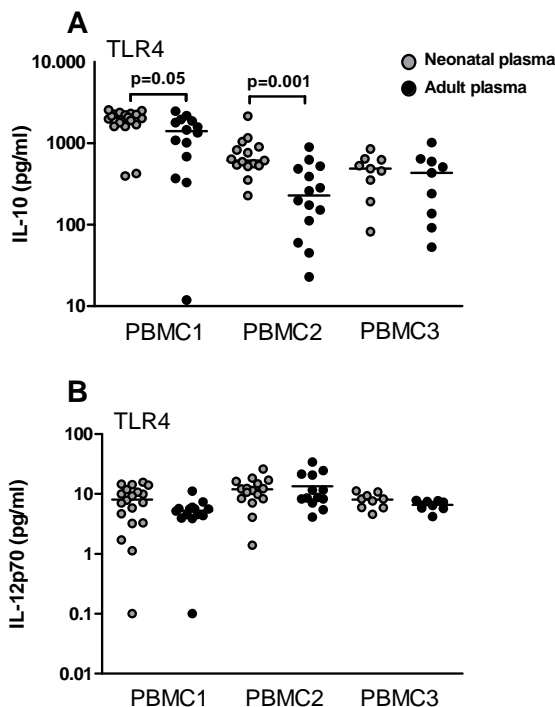 A
TLR4
Neonatal plasma
Adult plasma
p=0.05
p=0.001
IL-10 (pg/ml)
10.000
1000
100
10
PBMC1
PBMC2
PBMC3
B
TLR4
IL-12p70 (pg/ml)
100
10
1
0.1
0.01
PBMC1
PBMC2
PBMC3